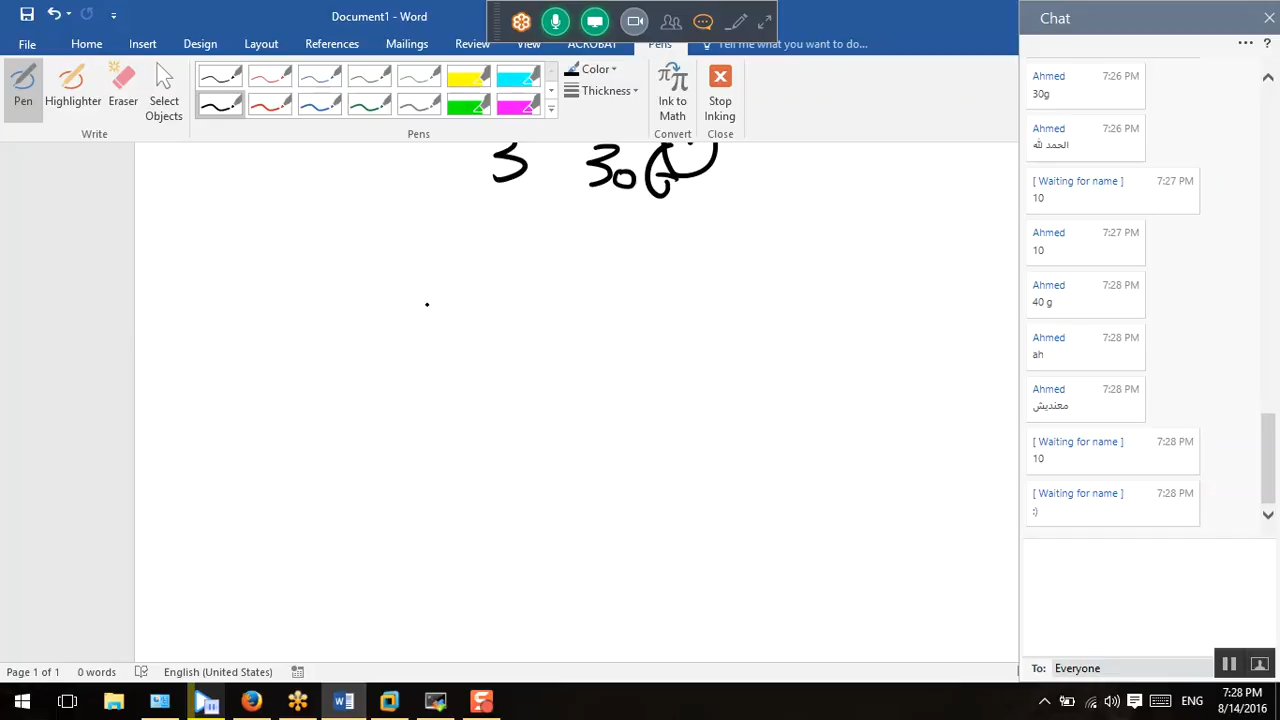 Document1 - Word
Chat
File
Home
Insert
Design
Layout
References
Mailings
Review
View
ACROBAT
Pens
Tell me what you want to do...
Pen
Highlighter
Eraser
Select
Objects
Color
Thickness
Ink to
Math
Stop
Inking
Write
Pens
Convert
Close
3 30
Ahmed 7:26 PM
30g
Ahmed 7:26 PM
الحمد لله
[ Waiting for name ] 7:27 PM
10
Ahmed 7:27 PM
10
Ahmed 7:28 PM
40 g
Ahmed 7:28 PM
ah
Ahmed 7:28 PM
معنديش
[ Waiting for name ] 7:28 PM
10
[ Waiting for name ] 7:28 PM
:)
To: Everyone
Page 1 of 1 0 words English (United States)
ENG
7:28 PM
8/14/2016